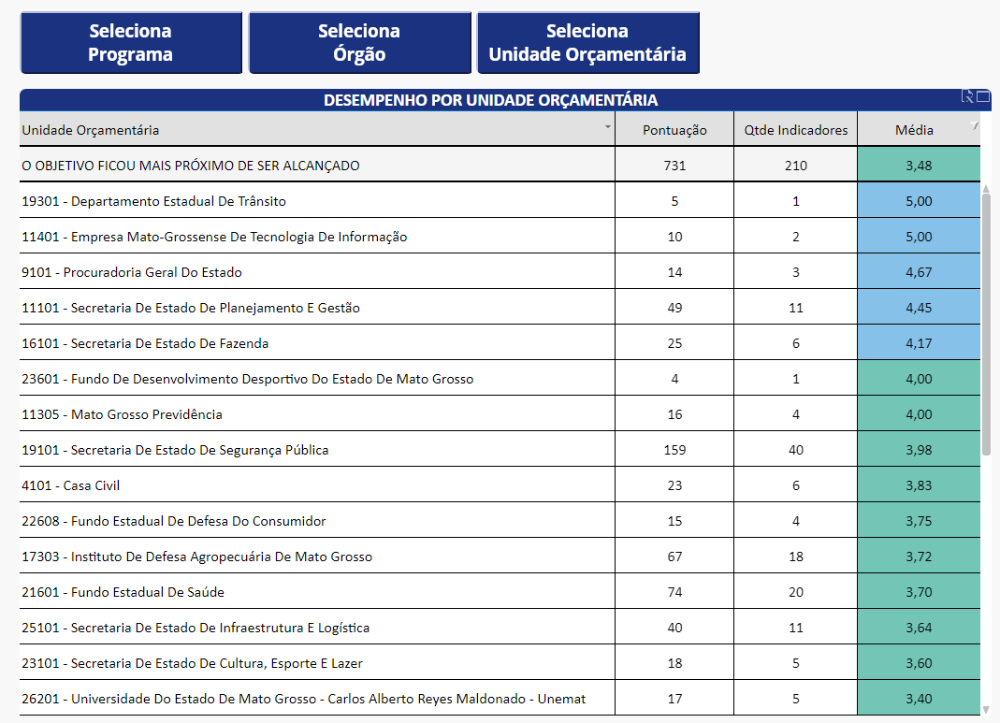 Seleciona
Programa
Seleciona
Órgão
Seleciona
Unidade Orçamentária
DESEMPENHO POR UNIDADE ORÇAMENTÁRIA
Unidade Orçamentária Pontuação Qtde Indicadores Média
O OBJETIVO FICOU MAIS PRÓXIMO DE SER ALCANÇADO 731 210 3,48
19301 - Departamento Estadual De Trânsito 5 1 5,00
11401 - Empresa Mato-Grossense De Tecnologia De Informação 10 2 5,00
9101 - Procuradoria Geral Do Estado 14 3 4,67
11101 - Secretaria De Estado De Planejamento E Gestão 49 11 4,45
16101 - Secretaria De Estado De Fazenda 25 6 4,17
23601 - Fundo De Desenvolvimento Desportivo Do Estado De Mato Grosso 4 1 4,00
11305 - Mato Grosso Previdência 16 4 4,00
19101 - Secretaria De Estado De Segurança Pública 159 40 3,98
4101 - Casa Civil 23 6 3,83
22608 - Fundo Estadual De Defesa Do Consumidor 15 4 3,75
17303 - Instituto De Defesa Agropecuária De Mato Grosso 67 18 3,72
21601 - Fundo Estadual De Saúde 74 20 3,70
25101 - Secretaria De Estado De Infraestrutura E Logística 40 11 3,64
23101 - Secretaria De Estado De Cultura, Esporte E Lazer 18 5 3,60
26201 - Universidade Do Estado De Mato Grosso - Carlos Alberto Reyes Maldonado - Unemat 17 5 3,40